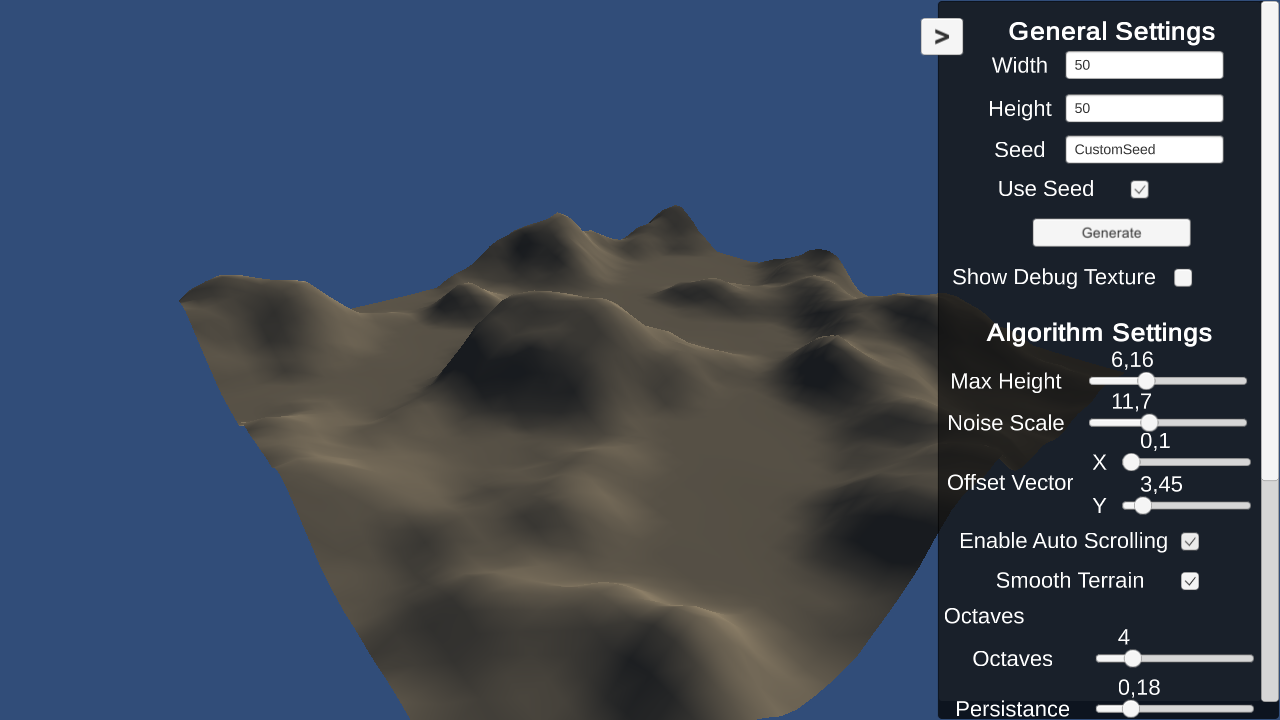 >
General Settings
Width 50
Height 50
Seed CustomSeed
Use Seed
Generate
Show Debug Texture
Algorithm Settings
6,16
Max Height
11,7
Noise Scale
0,1
X
Offset Vector
3,45
Y
Enable Auto Scrolling
Smooth Terrain
Octaves
4
Octaves
0,18
Persistance